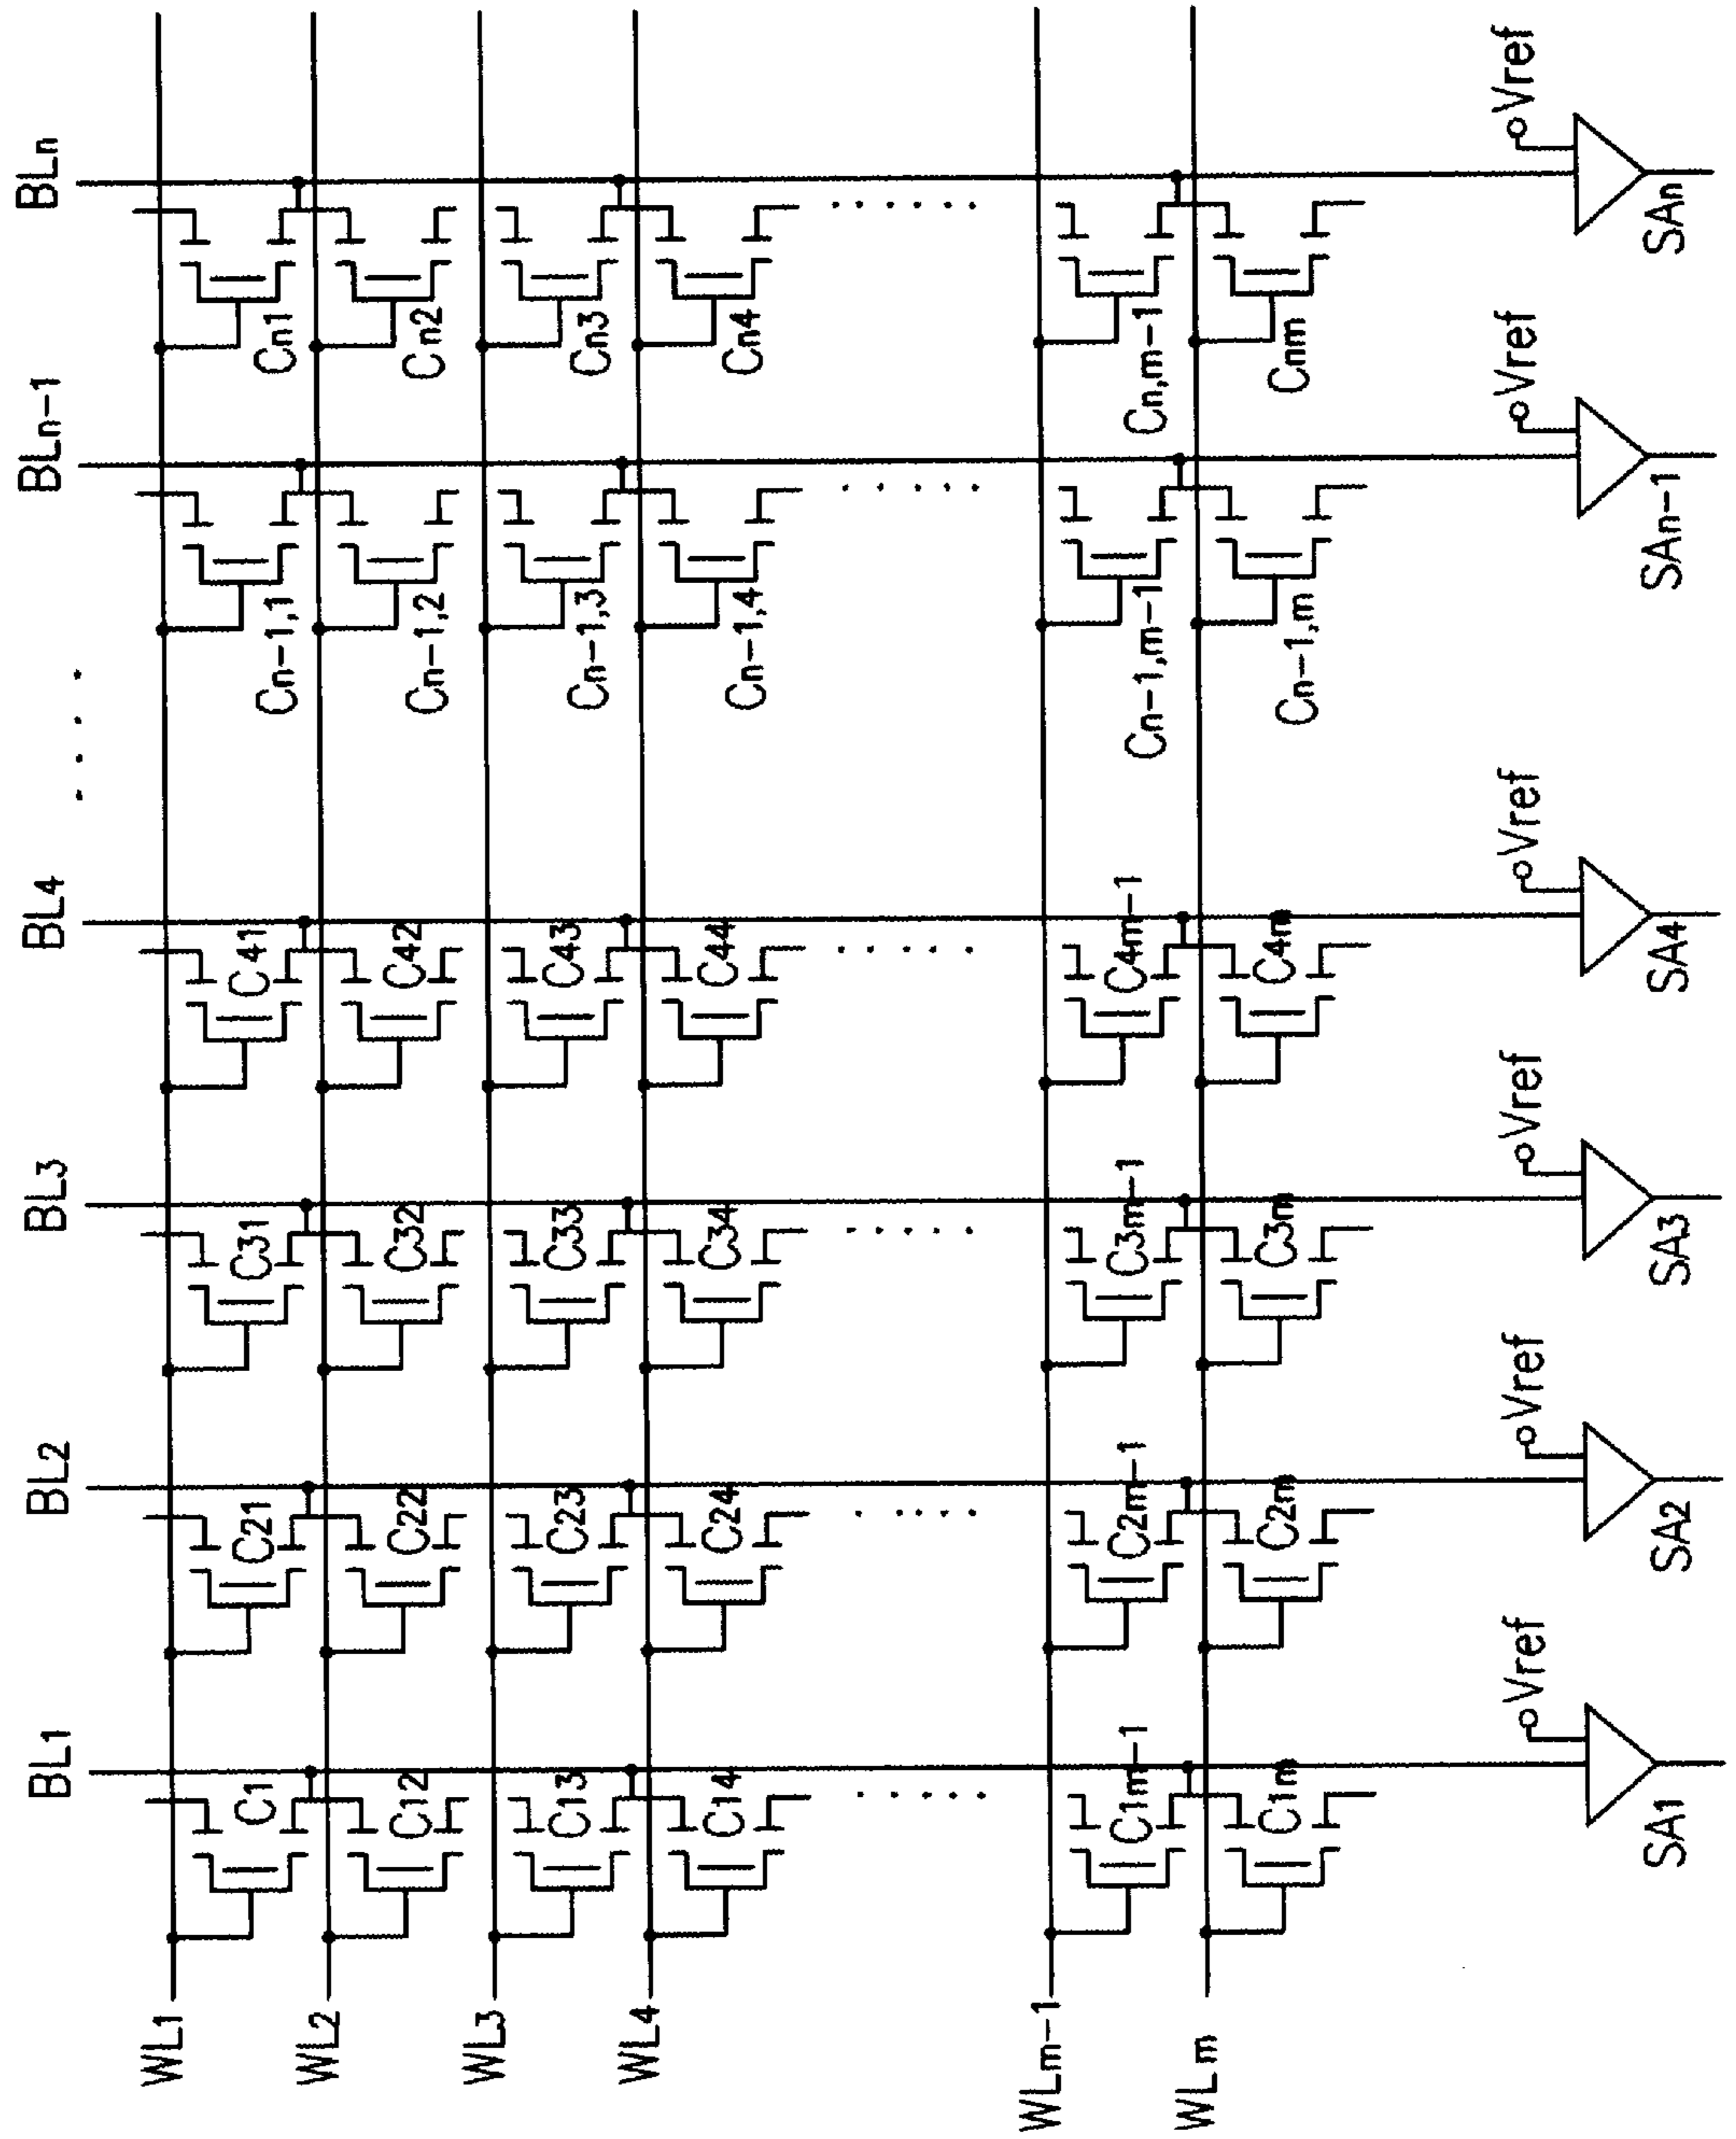 BL1 BL2 BL3 BL4 · · · · BLn-1 BLn
WL1
C1 C21 C31 C41 Cn-1,1 Cn1
WL2
C12 C22 C32 C42 Cn-1,2 Cn2
WL3
C13 C23 C33 C43 Cn-1,3 Cn3
WL4
C14 C24 C34 C44 Cn-1,4 Cn4
WLm-1
C1m-1 C2m-1 C3m-1 C4m-1 Cn-1,m-1 Cn,m-1
WLm
C1m C2m C3m C4m Cn-1,m Cnm
Vref Vref Vref Vref Vref Vref
SA1 SA2 SA3 SA4 SAn-1 SAn